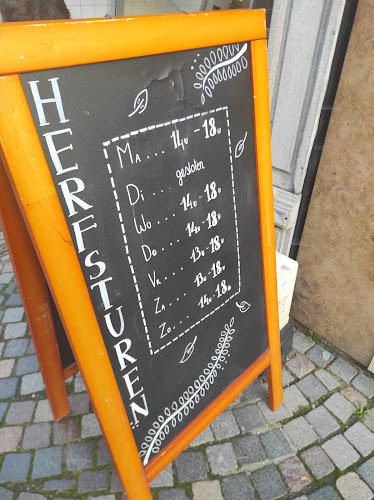 HERFSTUREN
MA.... 14u - 18u
DI.... gesloten
WO.... 14u - 18u
DO.... 14u - 18u
VR.... 13u - 18u
ZA.... 13u - 18u
ZO.... 14u - 18u